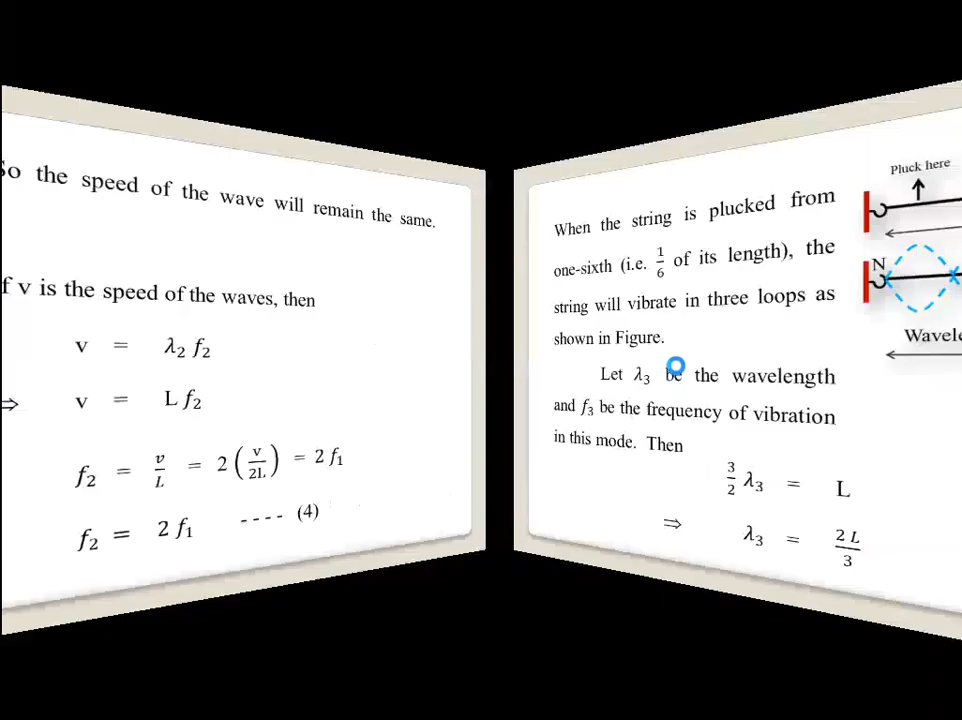 So the speed of the wave will remain the same.
f v is the speed of the waves, then
v = λ₂ f₂
⇒ v = L f₂
f₂ = v/L = 2 (v/2L) = 2 f₁
f₂ = 2 f₁ ---- (4)
When the string is plucked from
one-sixth (i.e. 1/6 of its length), the
string will vibrate in three loops as
shown in Figure.
Let λ₃ be the wavelength
and f₃ be the frequency of vibration
in this mode. Then
3/2 λ₃ = L
⇒ λ₃ = 2 L/3
Pluck here
N
Wavele